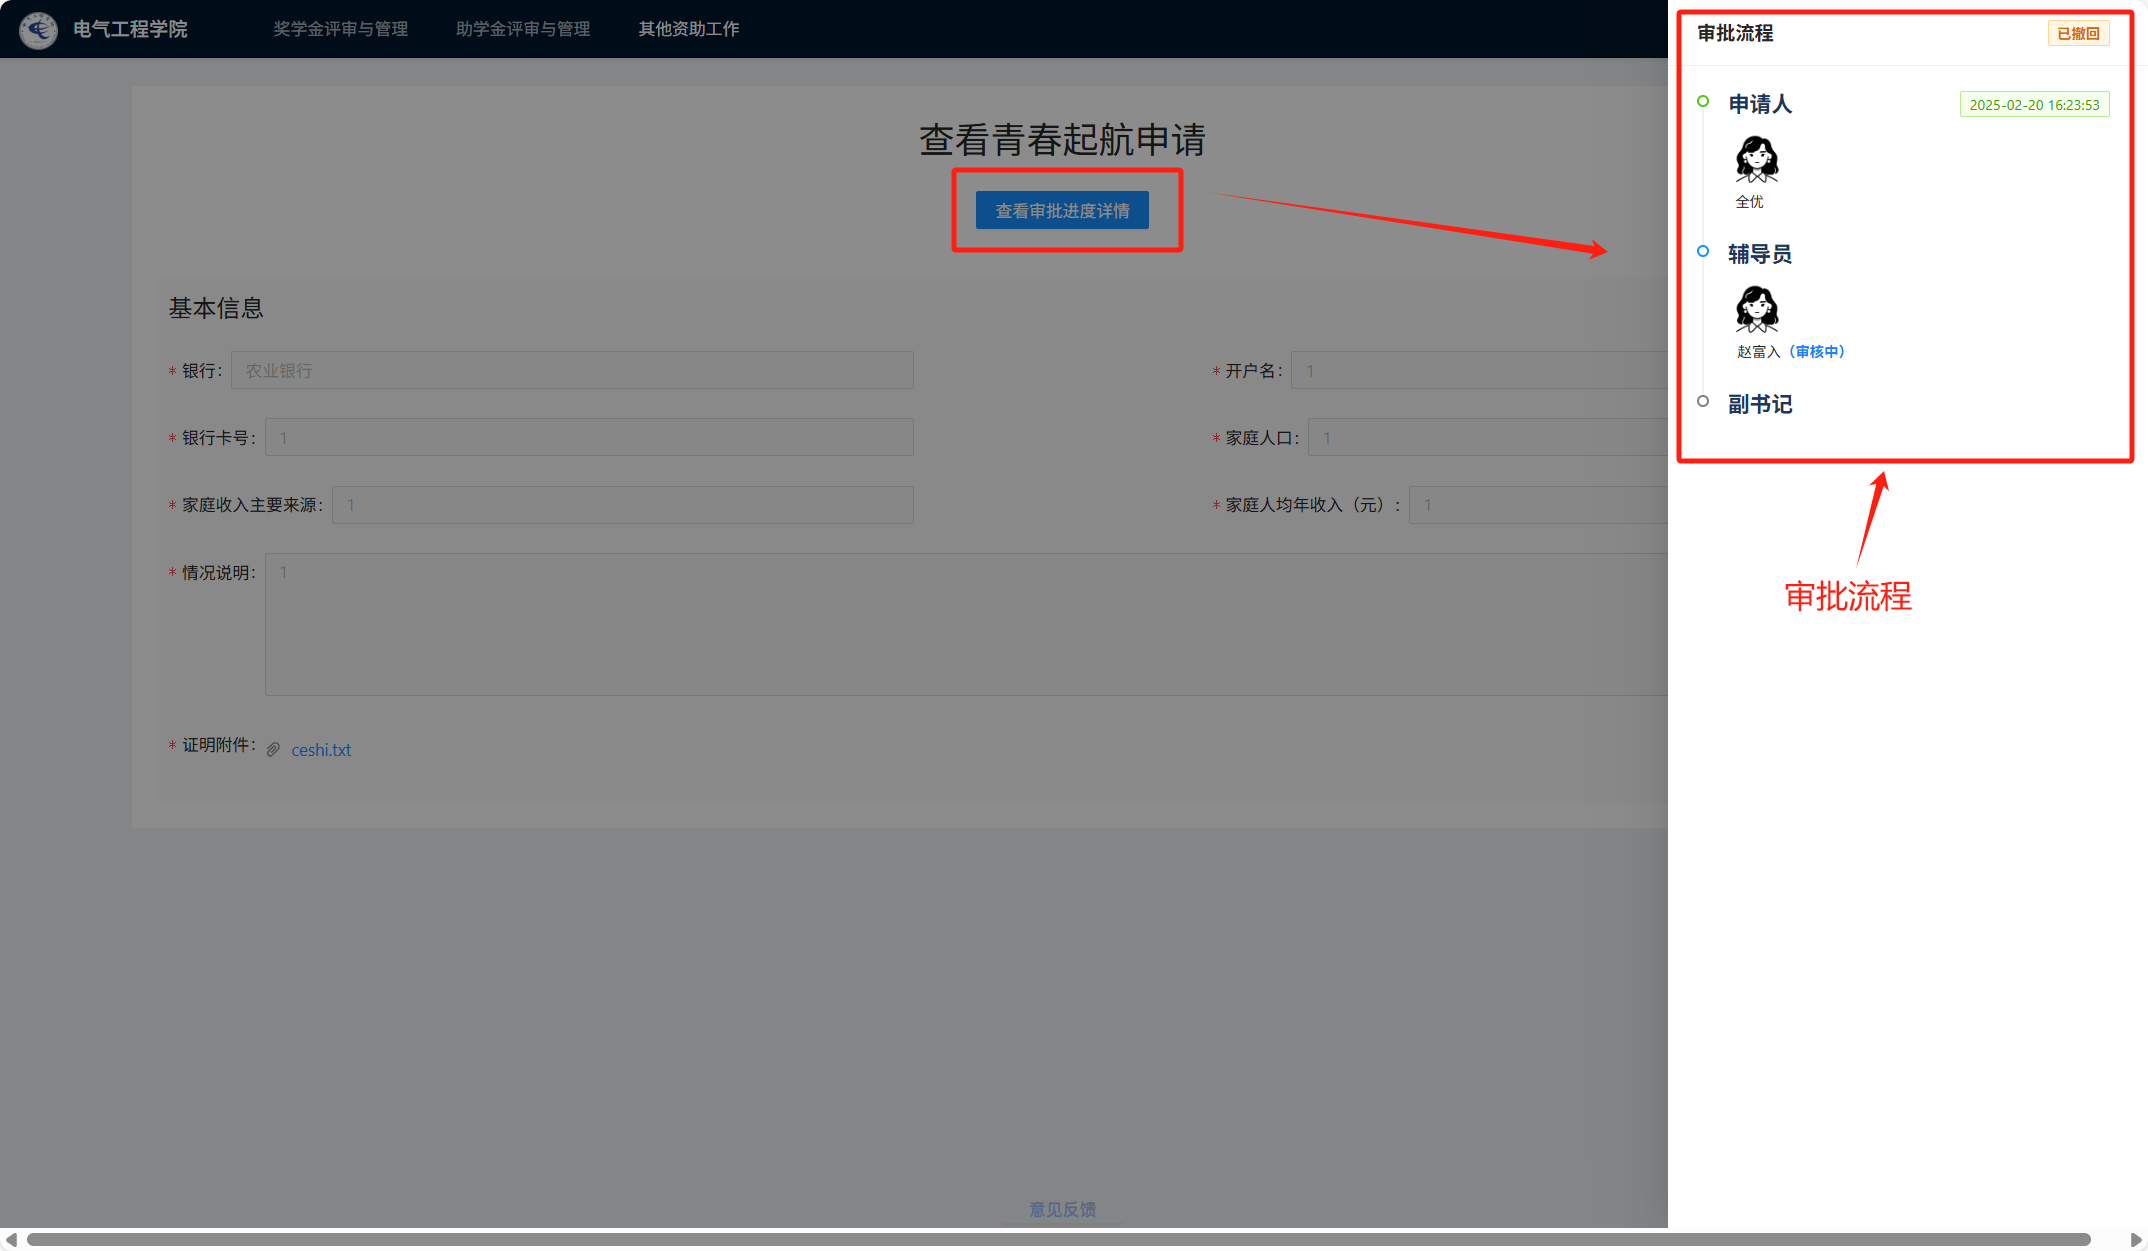 电气工程学院
奖学金评审与管理
助学金评审与管理
其他资助工作
查看青春起航申请
查看审批进度详情
基本信息
* 银行: 农业银行
* 开户名: 1
* 银行卡号: 1
* 家庭人口: 1
* 家庭收入主要来源: 1
* 家庭人均年收入（元）: 1
* 情况说明: 1
* 证明附件: ceshi.txt
意见反馈
审批流程
已撤回
申请人
2025-02-20 16:23:53
全优
辅导员
赵富入（审核中）
副书记
审批流程